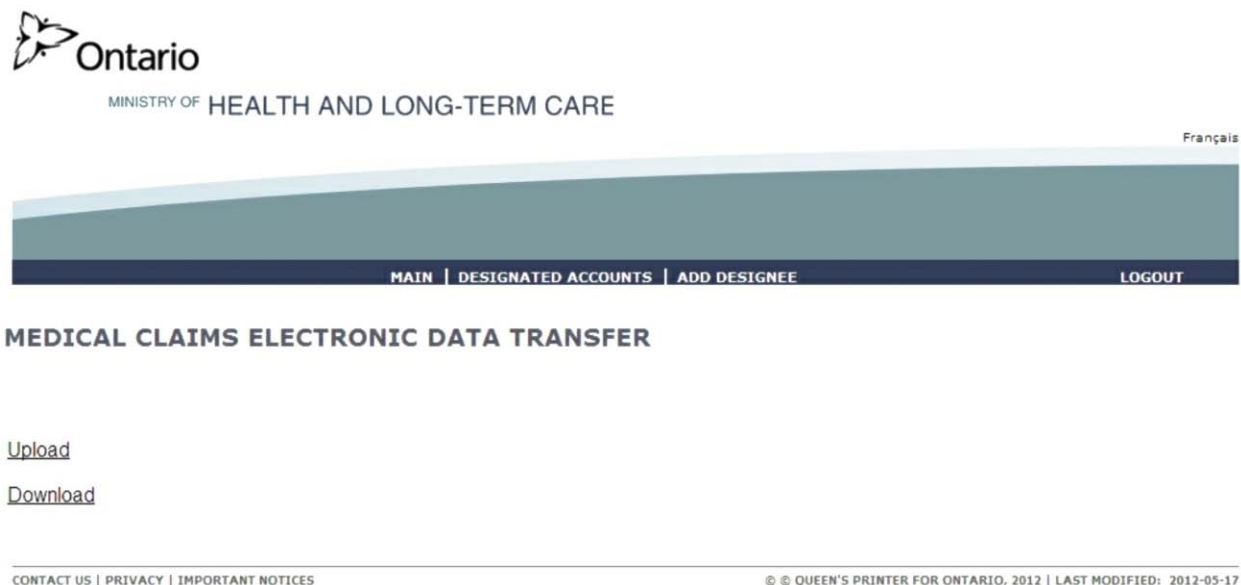 Ontario
MINISTRY OF HEALTH AND LONG-TERM CARE
Français
MAIN | DESIGNATED ACCOUNTS | ADD DESIGNEE LOGOUT
MEDICAL CLAIMS ELECTRONIC DATA TRANSFER
Upload
Download
CONTACT US | PRIVACY | IMPORTANT NOTICES © © QUEEN'S PRINTER FOR ONTARIO, 2012 | LAST MODIFIED: 2012-05-17